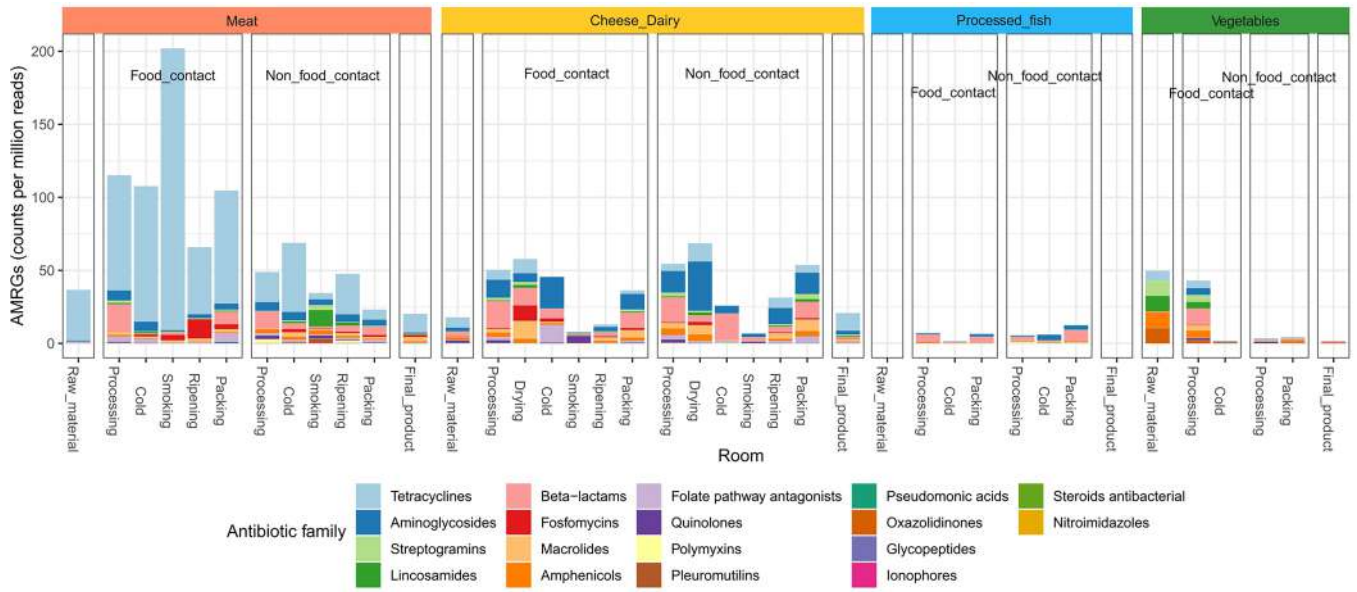 Meat Cheese_Dairy Processed_fish Vegetables
200
150
100
50
0
AMRGs (counts per million reads)
Food_contact Non_food_contact Food_contact Non_food_contact Food_contact Non_food_contact Food_contact Non_food_contact
Raw_material Processing Cold Smoking Ripening Packing Processing Cold Smoking Ripening Packing Final_product Raw_material Processing Drying Cold Smoking Ripening Packing Processing Drying Cold Smoking Ripening Packing Final_product Raw_material Processing Cold Packing Processing Cold Packing Final_product Raw_material Processing Cold Processing Packing Final_product
Room
Antibiotic family
Tetracyclines Beta-lactams Folate pathway antagonists Pseudomonic acids Steroids antibacterial
Aminoglycosides Fosfomycins Quinolones Oxazolidinones Nitroimidazoles
Streptogramins Macrolides Polymyxins Glycopeptides
Lincosamides Amphenicols Pleuromutilins Ionophores